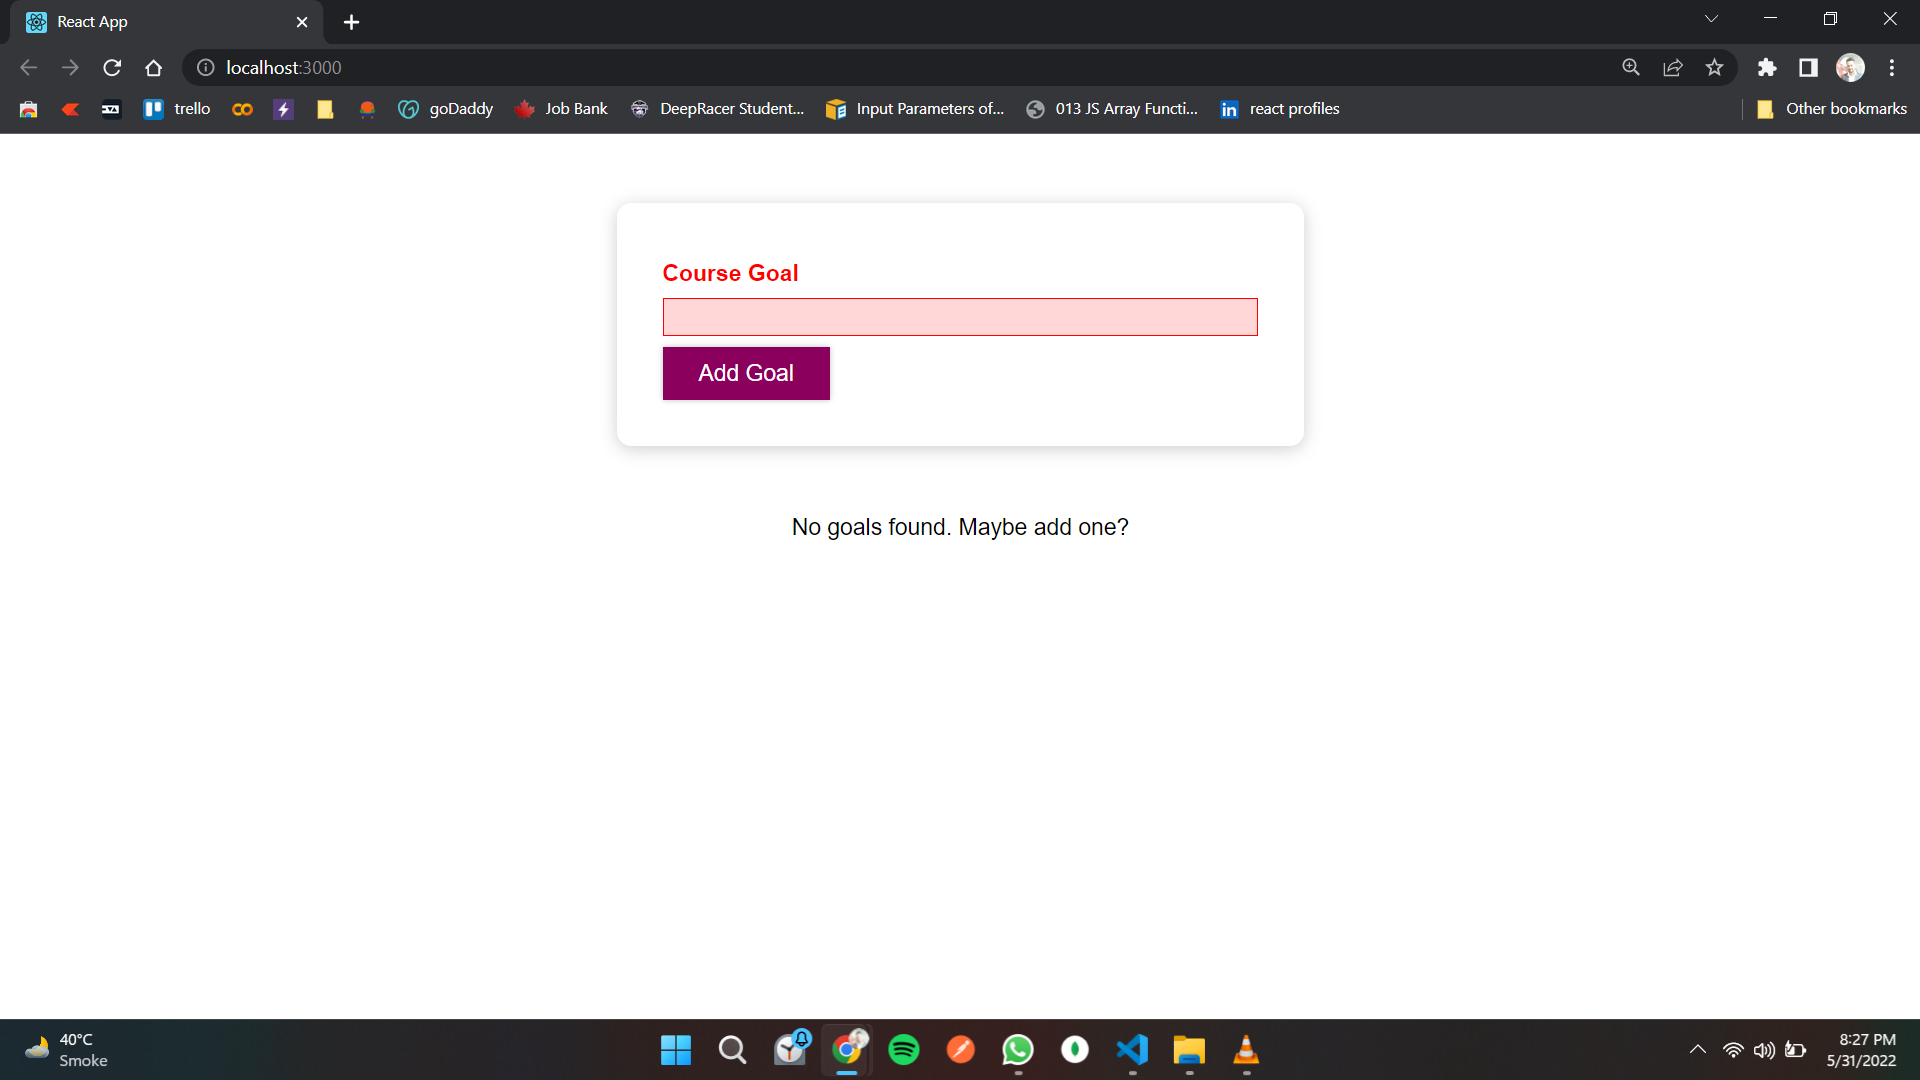 React App
localhost:3000
trello
goDaddy
Job Bank
DeepRacer Student...
Input Parameters of...
013 JS Array Functi...
react profiles
Other bookmarks
Course Goal
Add Goal
No goals found. Maybe add one?
40°C
Smoke
8:27 PM
5/31/2022